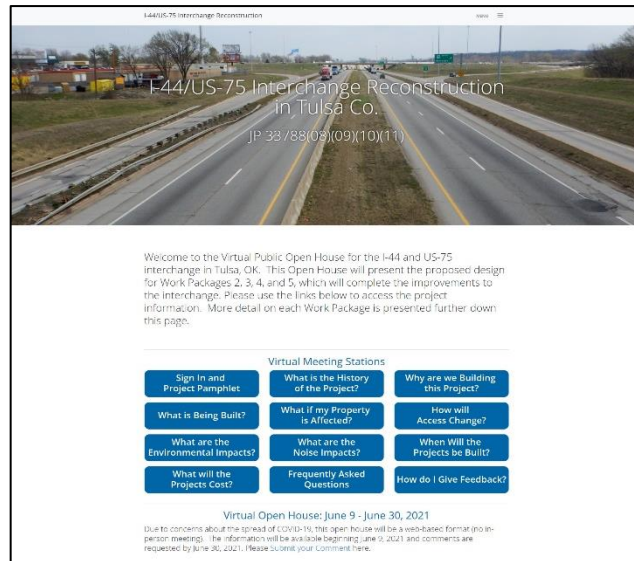 I-44/US-75 Interchange Reconstruction
menu
I-44/US-75 Interchange Reconstruction
in Tulsa Co.
JP 33788(08)(09)(10)(11)
Welcome to the Virtual Public Open House for the I-44 and US-75
interchange in Tulsa, OK. This Open House will present the proposed design
for Work Packages 2, 3, 4, and 5, which will complete the improvements to
the interchange. Please use the links below to access the project
information. More detail on each Work Package is presented further down
this page.
Virtual Meeting Stations
Sign In and
Project Pamphlet
What is the History
of the Project?
Why are we Building
this Project?
What is Being Built?
What if my Property
is Affected?
How will
Access Change?
What are the
Environmental Impacts?
What are the
Noise Impacts?
When Will the
Projects be Built?
What will the
Projects Cost?
Frequently Asked
Questions
How do I Give Feedback?
Virtual Open House: June 9 - June 30, 2021
Due to concerns about the spread of COVID-19, this open house will be a web-based format (no in-
person meeting). The information will be available beginning June 9, 2021 and comments are
requested by June 30, 2021. Please Submit your Comment here.